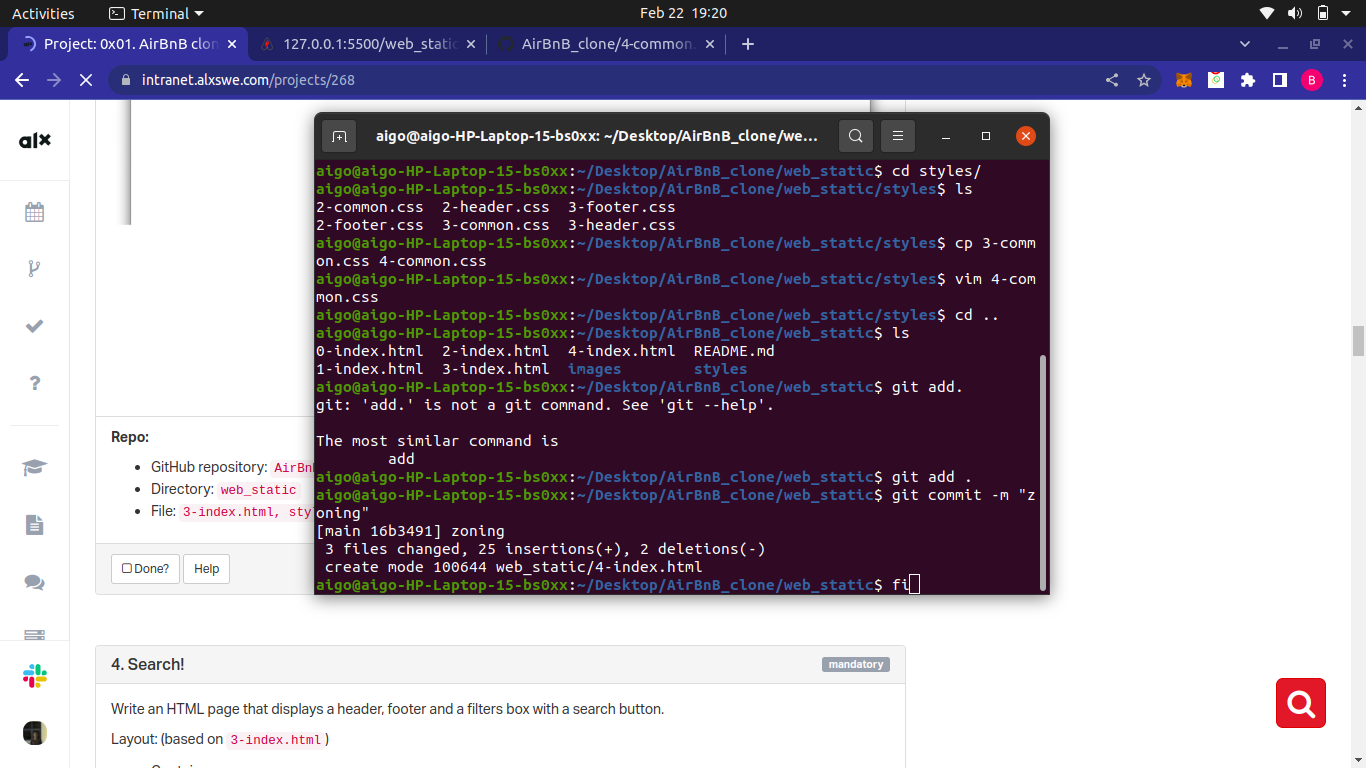 Activities
Terminal
Feb 22 19:20
Project: 0x01. AirBnB clon
127.0.0.1:5500/web_static
AirBnB_clone/4-common.
intranet.alxswe.com/projects/268
B
alx
aigo@aigo-HP-Laptop-15-bs0xx: ~/Desktop/AirBnB_clone/we...
aigo@aigo-HP-Laptop-15-bs0xx:~/Desktop/AirBnB_clone/web_static$ cd styles/
aigo@aigo-HP-Laptop-15-bs0xx:~/Desktop/AirBnB_clone/web_static/styles$ ls
2-common.css 2-header.css 3-footer.css
2-footer.css 3-common.css 3-header.css
aigo@aigo-HP-Laptop-15-bs0xx:~/Desktop/AirBnB_clone/web_static/styles$ cp 3-comm
on.css 4-common.css
aigo@aigo-HP-Laptop-15-bs0xx:~/Desktop/AirBnB_clone/web_static/styles$ vim 4-com
mon.css
aigo@aigo-HP-Laptop-15-bs0xx:~/Desktop/AirBnB_clone/web_static/styles$ cd ..
aigo@aigo-HP-Laptop-15-bs0xx:~/Desktop/AirBnB_clone/web_static$ ls
0-index.html 2-index.html 4-index.html README.md
1-index.html 3-index.html images styles
aigo@aigo-HP-Laptop-15-bs0xx:~/Desktop/AirBnB_clone/web_static$ git add.
git: 'add.' is not a git command. See 'git --help'.
The most similar command is
add
aigo@aigo-HP-Laptop-15-bs0xx:~/Desktop/AirBnB_clone/web_static$ git add .
aigo@aigo-HP-Laptop-15-bs0xx:~/Desktop/AirBnB_clone/web_static$ git commit -m "z
oning"
[main 16b3491] zoning
3 files changed, 25 insertions(+), 2 deletions(-)
create mode 100644 web_static/4-index.html
aigo@aigo-HP-Laptop-15-bs0xx:~/Desktop/AirBnB_clone/web_static$ fi
Repo:
GitHub repository: AirBn
Directory: web_static
File: 3-index.html, sty
Done?
Help
4. Search!
mandatory
Write an HTML page that displays a header, footer and a filters box with a search button.
Layout: (based on 3-index.html )